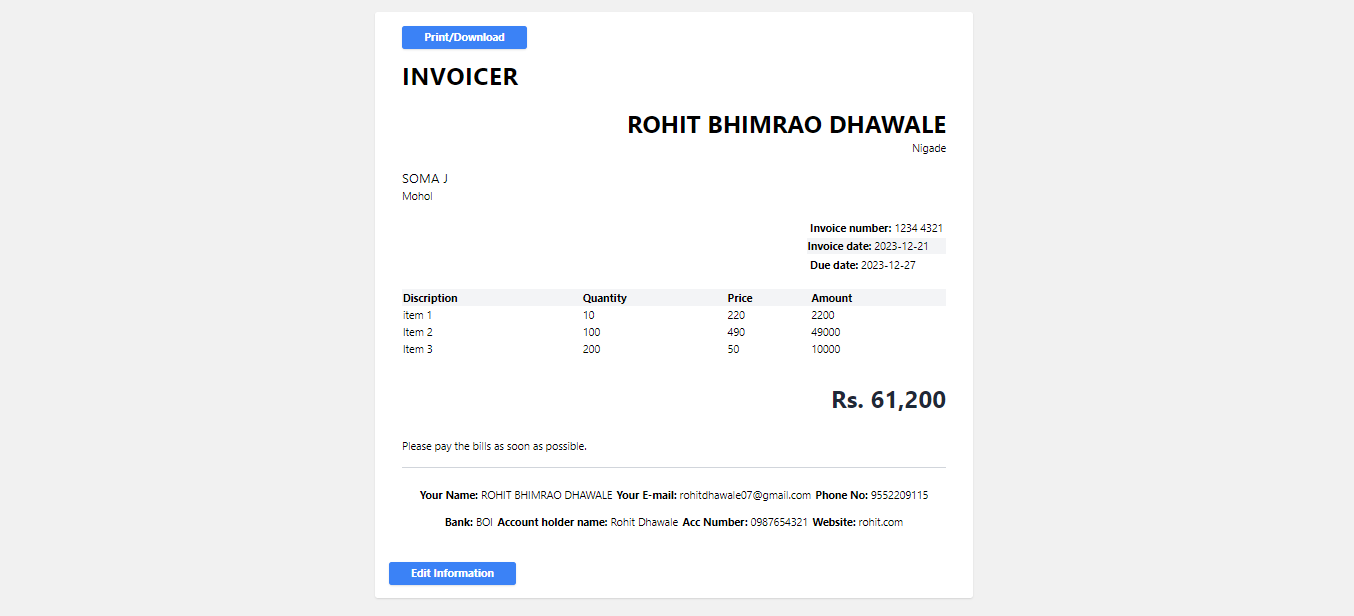 Print/Download
INVOICER
ROHIT BHIMRAO DHAWALE
Nigade
SOMA J
Mohol
Invoice number: 1234 4321
Invoice date: 2023-12-21
Due date: 2023-12-27
Discription Quantity Price Amount
item 1 10 220 2200
Item 2 100 490 49000
Item 3 200 50 10000
Rs. 61,200
Please pay the bills as soon as possible.
Your Name: ROHIT BHIMRAO DHAWALE Your E-mail: rohitdhawale07@gmail.com Phone No: 9552209115
Bank: BOI Account holder name: Rohit Dhawale Acc Number: 0987654321 Website: rohit.com
Edit Information